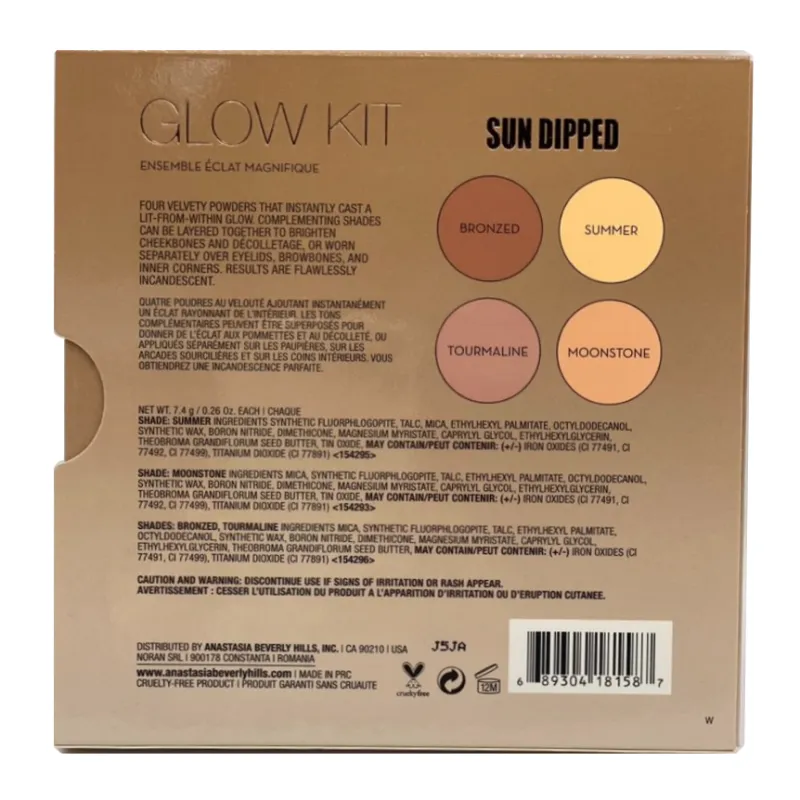 GLOW KIT
ENSEMBLE ÉCLAT MAGNIFIQUE
SUN DIPPED
FOUR VELVETY POWDERS THAT INSTANTLY CAST A
LIT-FROM-WITHIN GLOW. COMPLEMENTING SHADES
CAN BE LAYERED TOGETHER TO BRIGHTEN
CHEEKBONES AND DÉCOLLETAGE, OR WORN
SEPARATELY OVER EYELIDS, BROWBONES, AND
INNER CORNERS. RESULTS ARE FLAWLESSLY
INCANDESCENT.
QUATRE POUDRES AU VELOUTÉ AJOUTANT INSTANTANÉMENT
UN ÉCLAT RAYONNANT DE L'INTÉRIEUR. LES TONS
COMPLÉMENTAIRES PEUVENT ÊTRE SUPERPOSÉS POUR
DONNER DE L'ÉCLAT AUX POMMETTES ET AU DÉCOLLETÉ, OU
APPLIQUÉS SÉPARÉMENT SUR LES PAUPIÈRES, SUR LES
ARCADES SOURCILIÈRES ET SUR LES COINS INTÉRIEURS. VOUS
OBTIENDREZ UNE INCANDESCENCE PARFAITE.
BRONZED
SUMMER
TOURMALINE
MOONSTONE
NET WT. 7.4 g / 0.26 Oz. EACH | CHAQUE
SHADE: SUMMER INGREDIENTS SYNTHETIC FLUORPHLOGOPITE, TALC, MICA, ETHYLHEXYL PALMITATE, OCTYLDODECANOL,
SYNTHETIC WAX, BORON NITRIDE, DIMETHICONE, MAGNESIUM MYRISTATE, CAPRYLYL GLYCOL, ETHYLHEXYLGLYCERIN,
THEOBROMA GRANDIFLORUM SEED BUTTER, TIN OXIDE, MAY CONTAIN/PEUT CONTENIR: (+/-) IRON OXIDES (CI 77491, CI
77492, CI 77499), TITANIUM DIOXIDE (CI 77891) <154295>
SHADE: MOONSTONE INGREDIENTS MICA, SYNTHETIC FLUORPHLOGOPITE, TALC, ETHYLHEXYL PALMITATE, OCTYLDODECANOL,
SYNTHETIC WAX, BORON NITRIDE, DIMETHICONE, MAGNESIUM MYRISTATE, CAPRYLYL GLYCOL, ETHYLHEXYLGLYCERIN,
THEOBROMA GRANDIFLORUM SEED BUTTER, TIN OXIDE, MAY CONTAIN/PEUT CONTENIR: (+/-) IRON OXIDES (CI 77491, CI
77492, CI 77499), TITANIUM DIOXIDE (CI 77891) <154293>
SHADES: BRONZED, TOURMALINE INGREDIENTS MICA, SYNTHETIC FLUORPHLOGOPITE, TALC, ETHYLHEXYL PALMITATE,
OCTYLDODECANOL, SYNTHETIC WAX, BORON NITRIDE, DIMETHICONE, MAGNESIUM MYRISTATE, CAPRYLYL GLYCOL,
ETHYLHEXYLGLYCERIN, THEOBROMA GRANDIFLORUM SEED BUTTER, MAY CONTAIN/PEUT CONTENIR: (+/-) IRON OXIDES (CI
77491, CI 77499), TITANIUM DIOXIDE (CI 77891) <154296>
CAUTION AND WARNING: DISCONTINUE USE IF SIGNS OF IRRITATION OR RASH APPEAR.
AVERTISSEMENT : CESSER L'UTILISATION DU PRODUIT A L'APPARITION D'IRRITATION OU D'ERUPTION CUTANEE.
DISTRIBUTED BY ANASTASIA BEVERLY HILLS, INC. | CA 90210 | USA
NORAN SRL | 900178 CONSTANTA | ROMANIA
www.anastasiabeverlyhills.com | MADE IN PRC
CRUELTY-FREE PRODUCT | PRODUIT GARANTI SANS CRUAUTE
J5JA
crueltyfree
12M
6 89304 18158 7
W